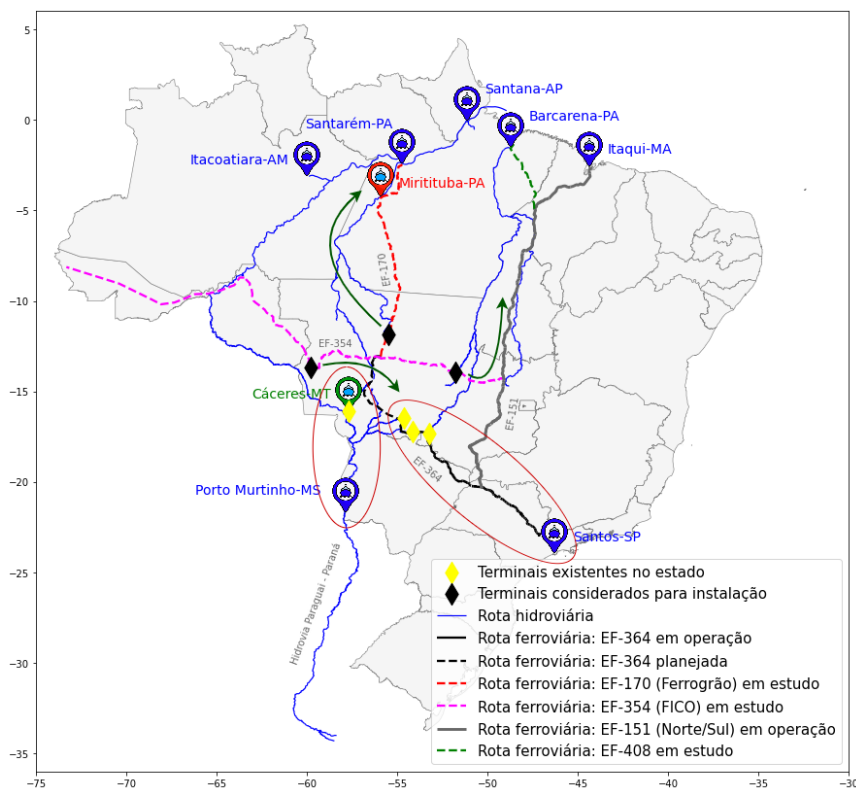 5
0
−5
−10
−15
−20
−25
−30
−35
−75
−70
−65
−60
−55
−50
−45
−40
−35
−30
Santana-AP
Barcarena-PA
Santarém-PA
Itaqui-MA
Itacoatiara-AM
Miritituba-PA
EF-170
EF-354
Cáceres-MT
EF-151
EF-364
Porto Murtinho-MS
Santos-SP
Hidrovia Paraguai - Paraná
Terminais existentes no estado
Terminais considerados para instalação
Rota hidroviária
Rota ferroviária: EF-364 em operação
Rota ferroviária: EF-364 planejada
Rota ferroviária: EF-170 (Ferrogrão) em estudo
Rota ferroviária: EF-354 (FICO) em estudo
Rota ferroviária: EF-151 (Norte/Sul) em operação
Rota ferroviária: EF-408 em estudo